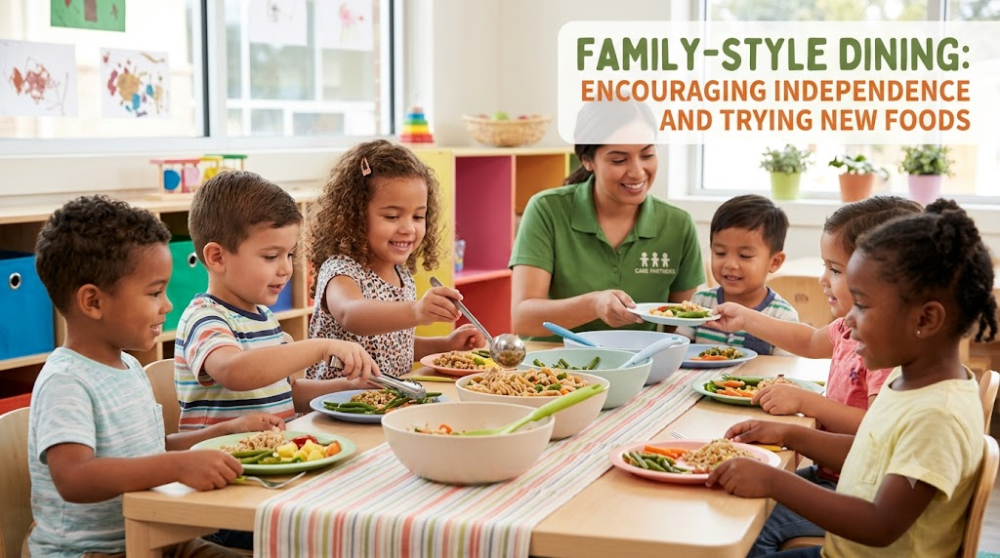 FAMILY-STYLE DINING:
ENCOURAGING INDEPENDENCE
AND TRYING NEW FOODS
CARE PARTNERS